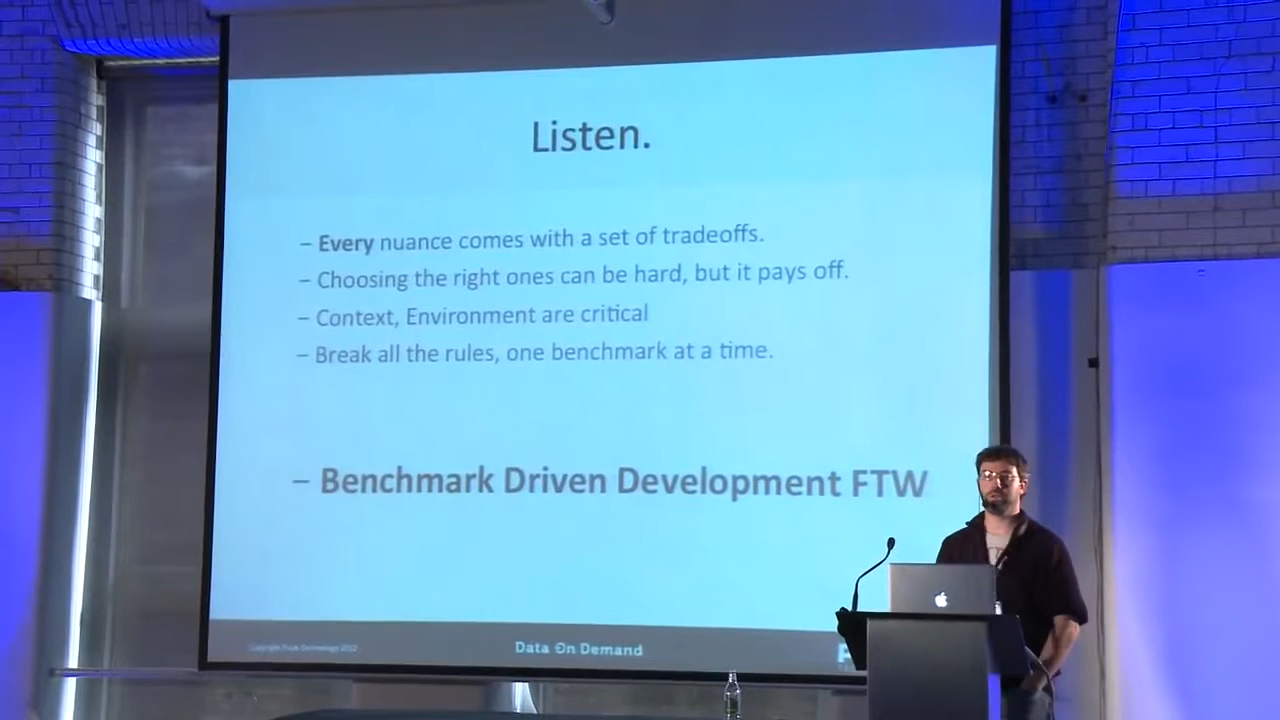 Listen.
– Every nuance comes with a set of tradeoffs.
– Choosing the right ones can be hard, but it pays off.
– Context, Environment are critical
– Break all the rules, one benchmark at a time.
– Benchmark Driven Development FTW
Data On Demand